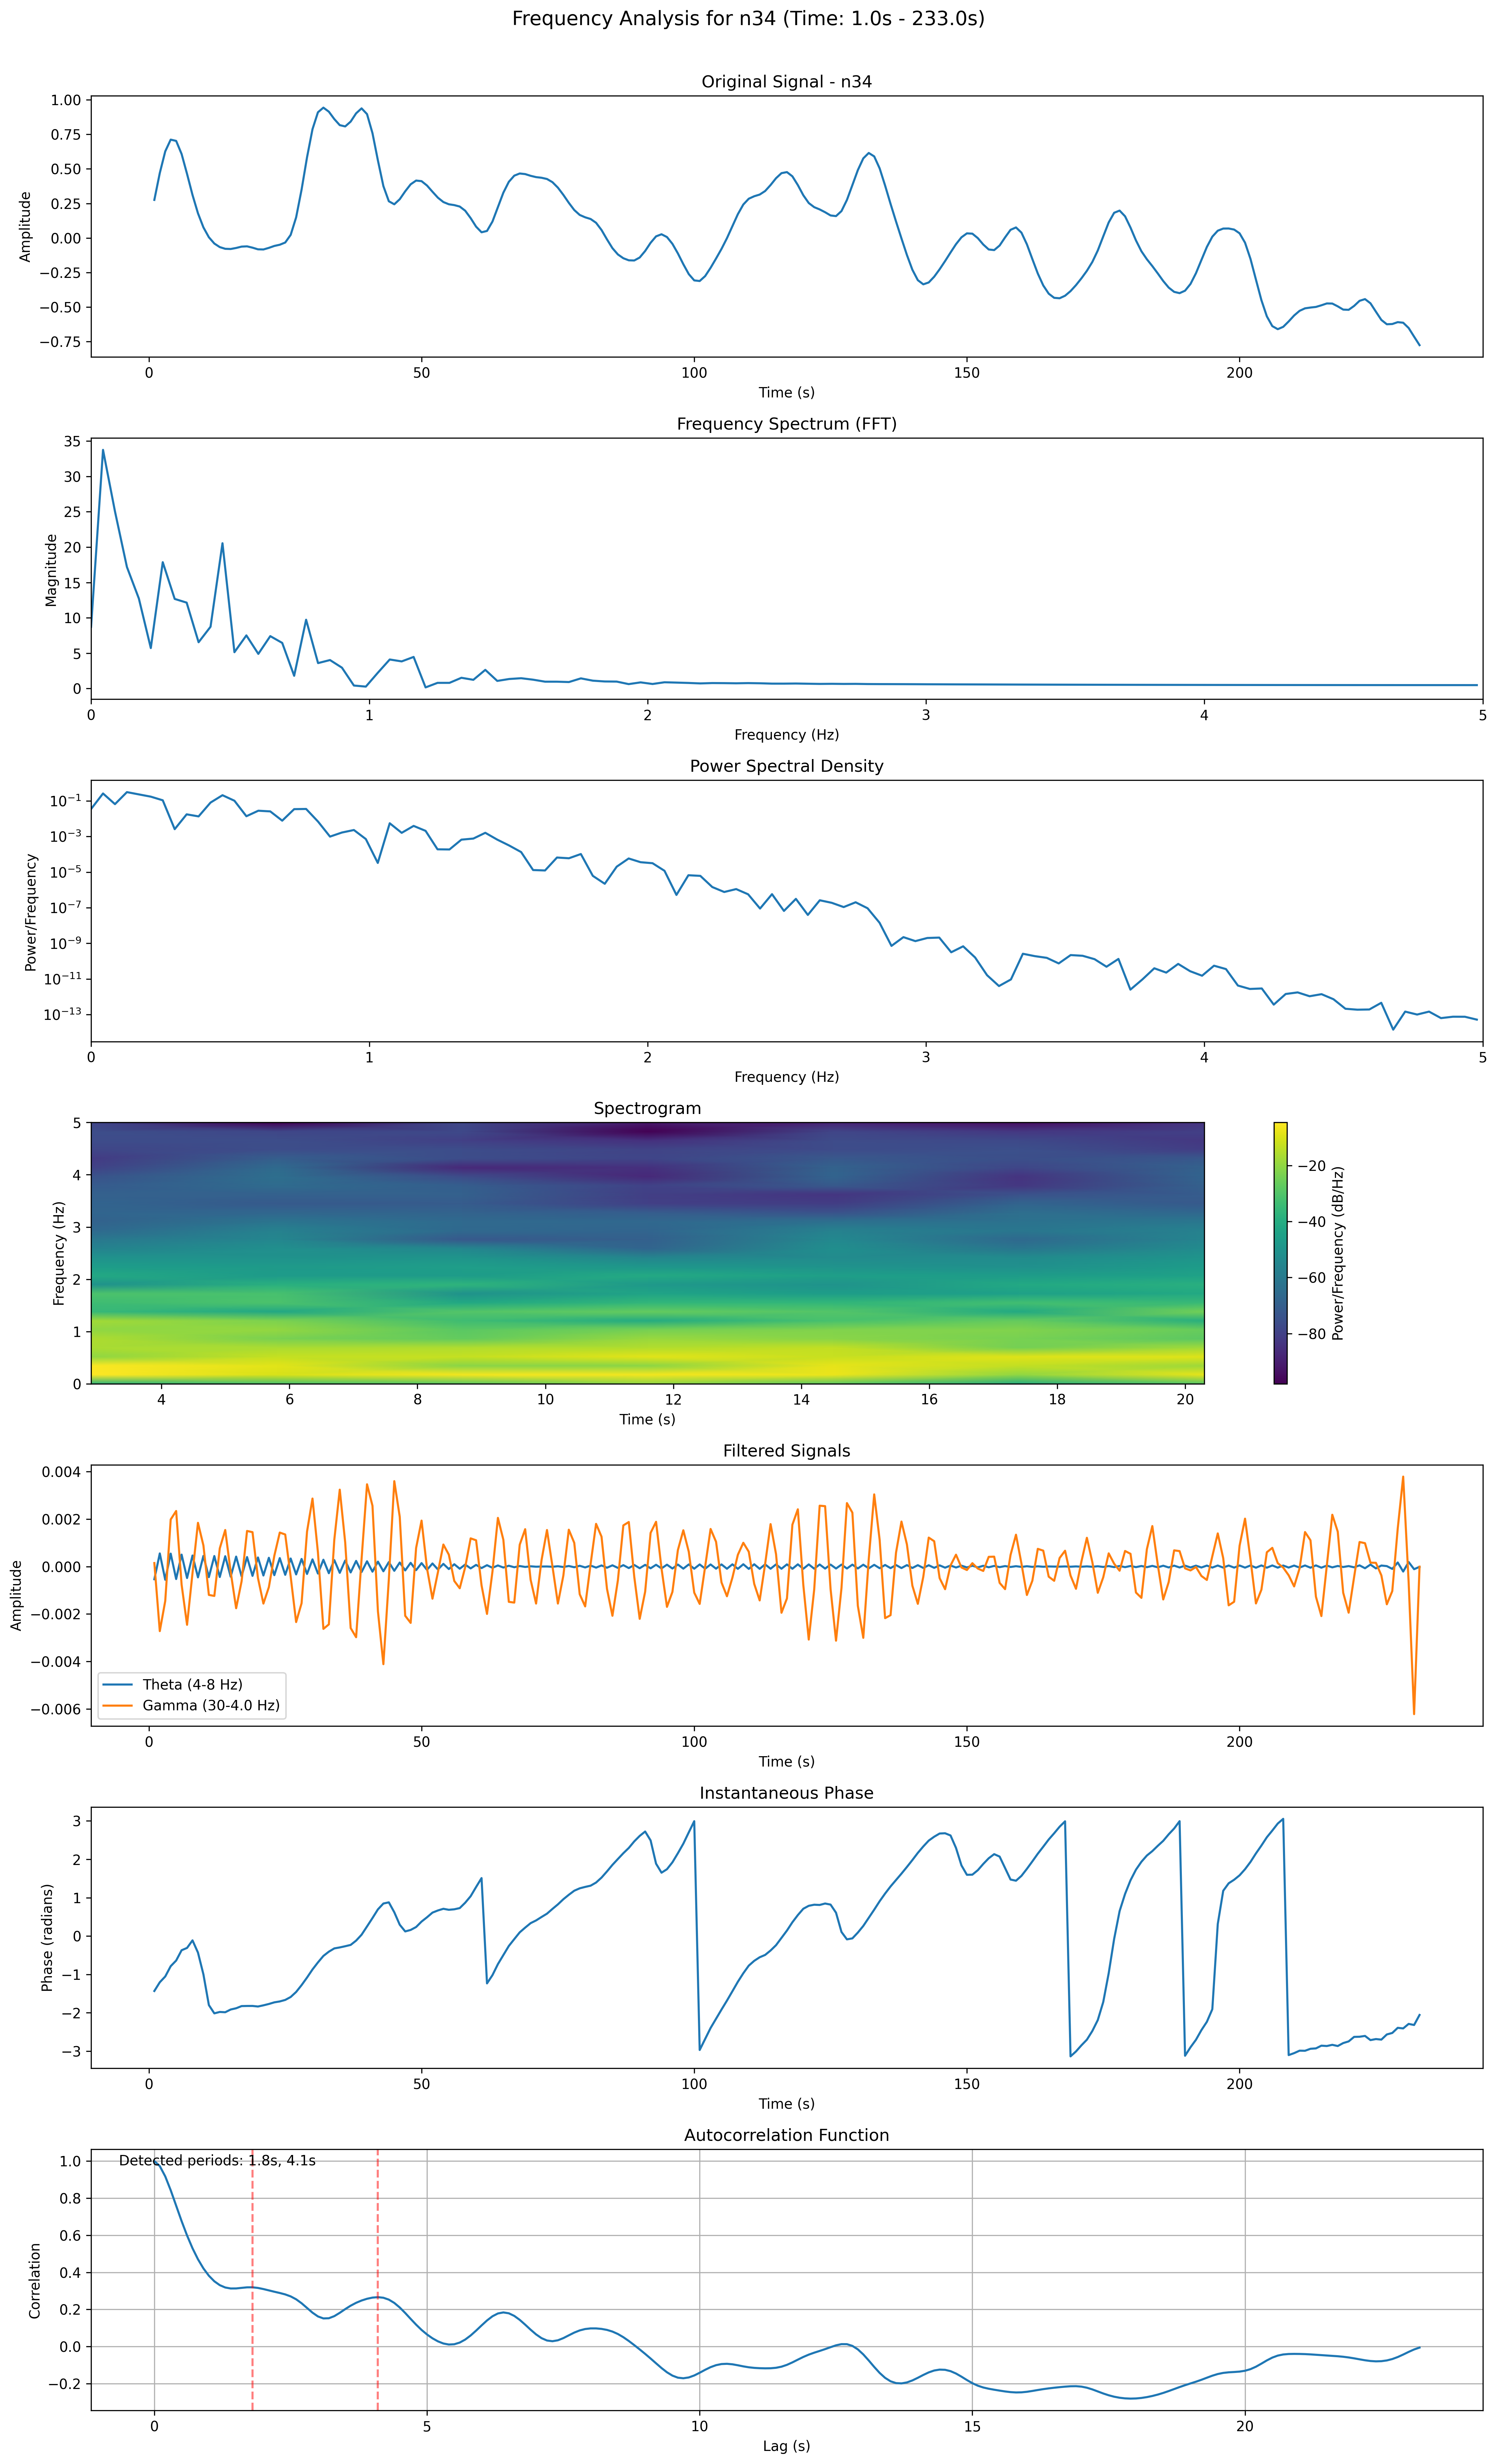 Frequency Analysis for n34 (Time: 1.0s - 233.0s)
Original Signal - n34
1.00
0.75
0.50
0.25
0.00
−0.25
−0.50
−0.75
Amplitude
0 50 100 150 200
Time (s)
Frequency Spectrum (FFT)
35
30
25
20
15
10
5
0
Magnitude
0 1 2 3 4 5
Frequency (Hz)
Power Spectral Density
10⁻¹
10⁻³
10⁻⁵
10⁻⁷
10⁻⁹
10⁻¹¹
10⁻¹³
Power/Frequency
0 1 2 3 4 5
Frequency (Hz)
Spectrogram
5
4
3
2
1
0
Frequency (Hz)
4 6 8 10 12 14 16 18 20
Time (s)
−20
−40
−60
−80
Power/Frequency (dB/Hz)
Filtered Signals
0.004
0.002
0.000
−0.002
−0.004
−0.006
Amplitude
Theta (4-8 Hz)
Gamma (30-4.0 Hz)
0 50 100 150 200
Time (s)
Instantaneous Phase
3
2
1
0
−1
−2
−3
Phase (radians)
0 50 100 150 200
Time (s)
Autocorrelation Function
Detected periods: 1.8s, 4.1s
1.0
0.8
0.6
0.4
0.2
0.0
−0.2
Correlation
0 5 10 15 20
Lag (s)